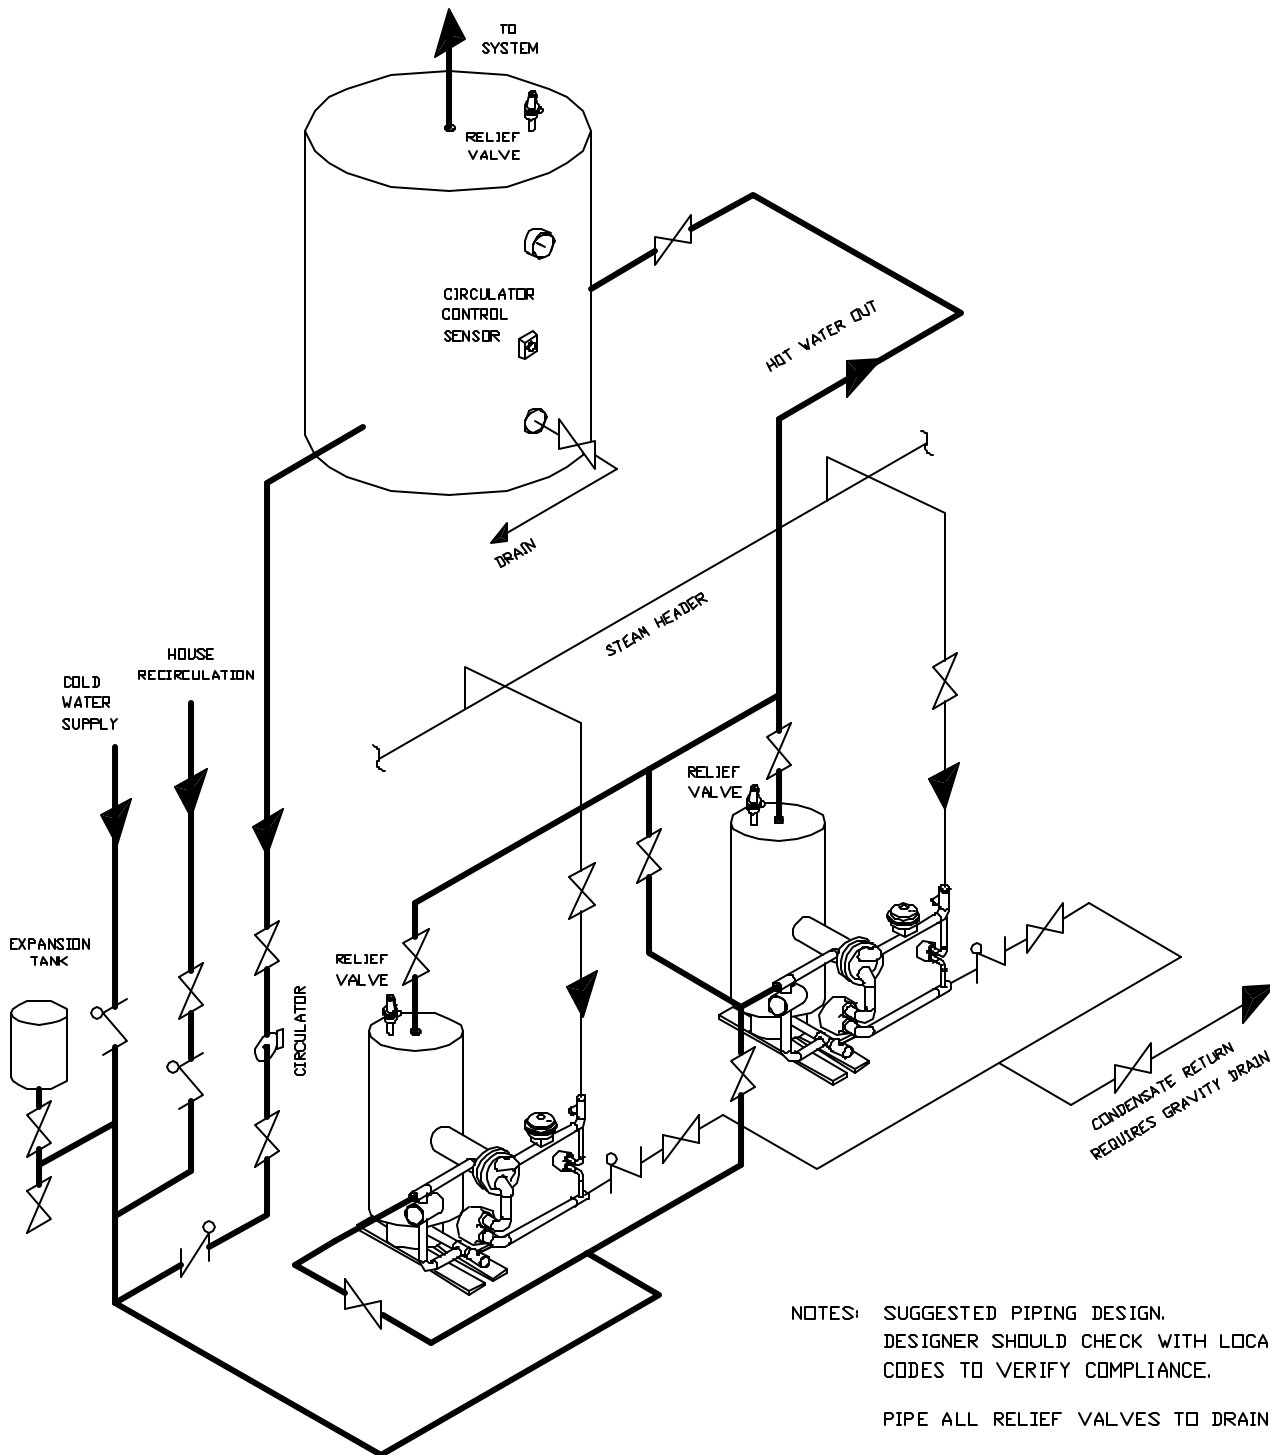 TO
SYSTEM
RELIEF
VALVE
CIRCULATOR
CONTROL
SENSOR
HOT WATER OUT
DRAIN
STEAM HEADER
HOUSE
RECIRCULATION
COLD
WATER
SUPPLY
RELIEF
VALVE
EXPANSION
TANK
RELIEF
VALVE
CIRCULATOR
CONDENSATE RETURN
REQUIRES GRAVITY DRAIN
NOTES: SUGGESTED PIPING DESIGN.
DESIGNER SHOULD CHECK WITH LOCA
CODES TO VERIFY COMPLIANCE.
PIPE ALL RELIEF VALVES TO DRAIN